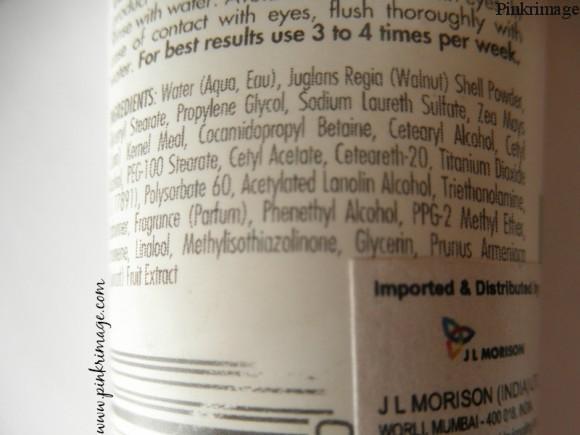 Pinkrimage
product
with water.
of contact with eyes, flush thoroughly with
For best results use 3 to 4 times per week.
INGREDIENTS: Water (Aqua, Eau), Juglans Regia (Walnut) Shell Powder,
Stearate, Propylene Glycol, Sodium Laureth Sulfate, Zea Mays
Kernel Meal, Cocamidopropyl Betaine, Cetearyl Alcohol, Cetyl
PEG-100 Stearate, Cetyl Acetate, Ceteareth-20, Titanium Dioxide
Polysorbate 60, Acetylated Lanolin Alcohol, Triethanolamine,
Fragrance (Parfum), Phenethyl Alcohol, PPG-2 Methyl Ether,
Linalool, Methylisothiazolinone, Glycerin, Prunus Armeniaca
Fruit Extract
Imported & Distributed by
J L MORISON
J L MORISON (INDIA)
WORLI, MUMBAI - 400 018.
www.pinkrimage.com